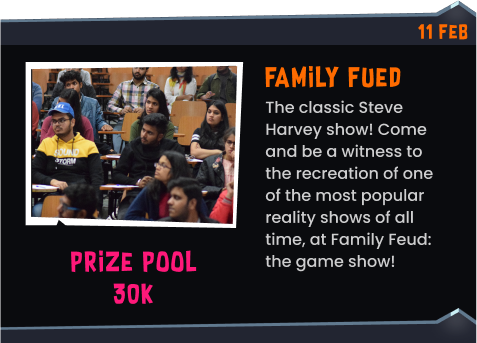 11 FEB
FAMiLY FUED
The classic Steve
Harvey show! Come
and be a witness to
the recreation of one
of the most popular
reality shows of all
time, at Family Feud:
the game show!
STORM
PRiZE POOL
30K